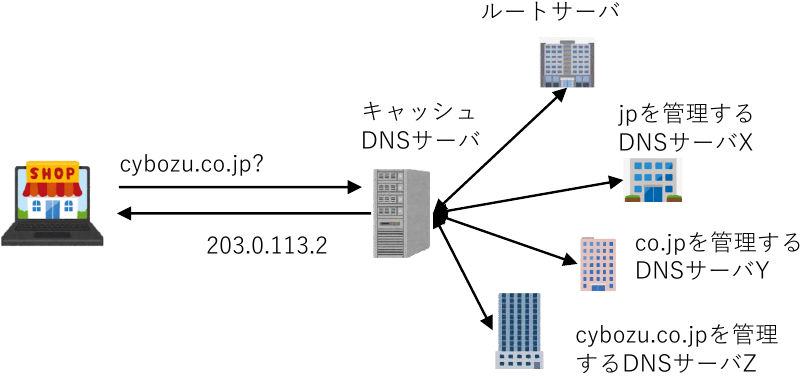 ルートサーバ
キャッシュ
DNSサーバ
jpを管理する
DNSサーバX
cybozu.co.jp?
SHOP
203.0.113.2
co.jpを管理する
DNSサーバY
cybozu.co.jpを管理
するDNSサーバZ